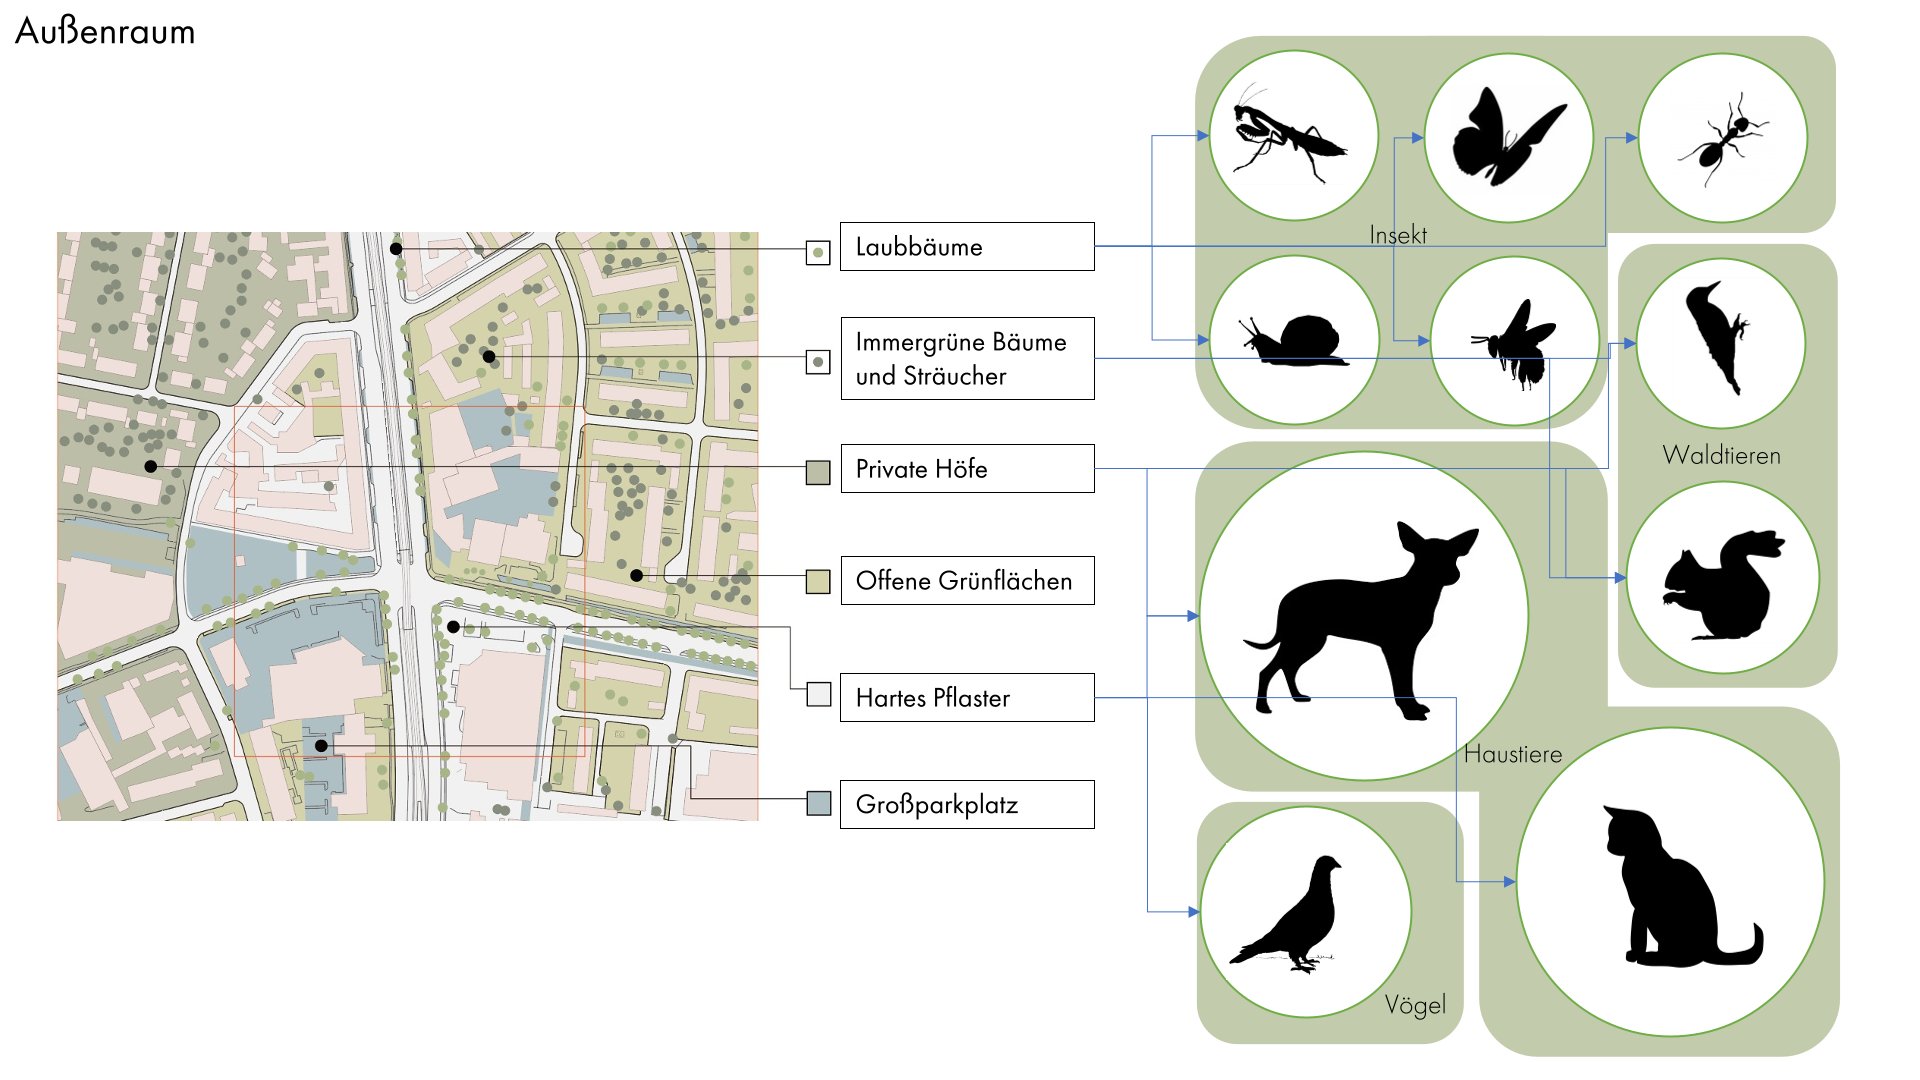 Außenraum
Laubbäume
Immergrüne Bäume
und Sträucher
Private Höfe
Offene Grünflächen
Hartes Pflaster
Großparkplatz
Insekt
Waldtieren
Haustiere
Vögel